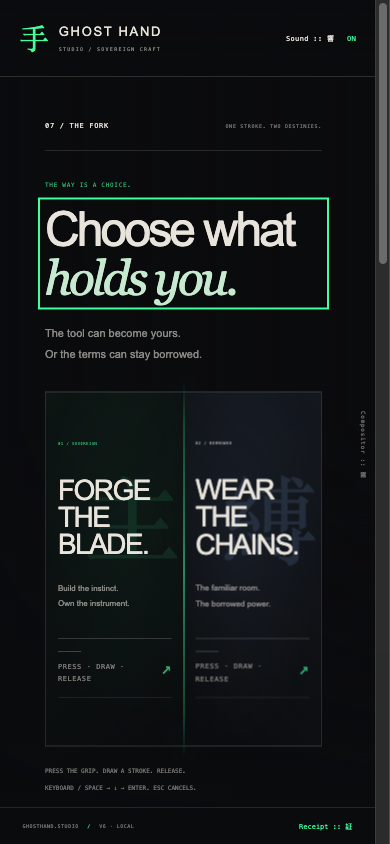 手 GHOST HAND
STUDIO / SOVEREIGN CRAFT
Sound :: 響 ON
07 / THE FORK
ONE STROKE. TWO DESTINIES.
THE WAY IS A CHOICE.
Choose what
holds you.
The tool can become yours.
Or the terms can stay borrowed.
01 / SOVEREIGN
FORGE
THE
BLADE.
Build the instinct.
Own the instrument.
PRESS · DRAW ·
RELEASE
↗
02 / BORROWED
WEAR
THE
CHAINS.
The familiar room.
The borrowed power.
PRESS · DRAW ·
RELEASE
↗
Compositor ::
PRESS THE GRIP. DRAW A STROKE. RELEASE.
KEYBOARD / SPACE → ↓ → ENTER. ESC CANCELS.
GHOSTHAND.STUDIO / V6 · LOCAL
Receipt :: 証